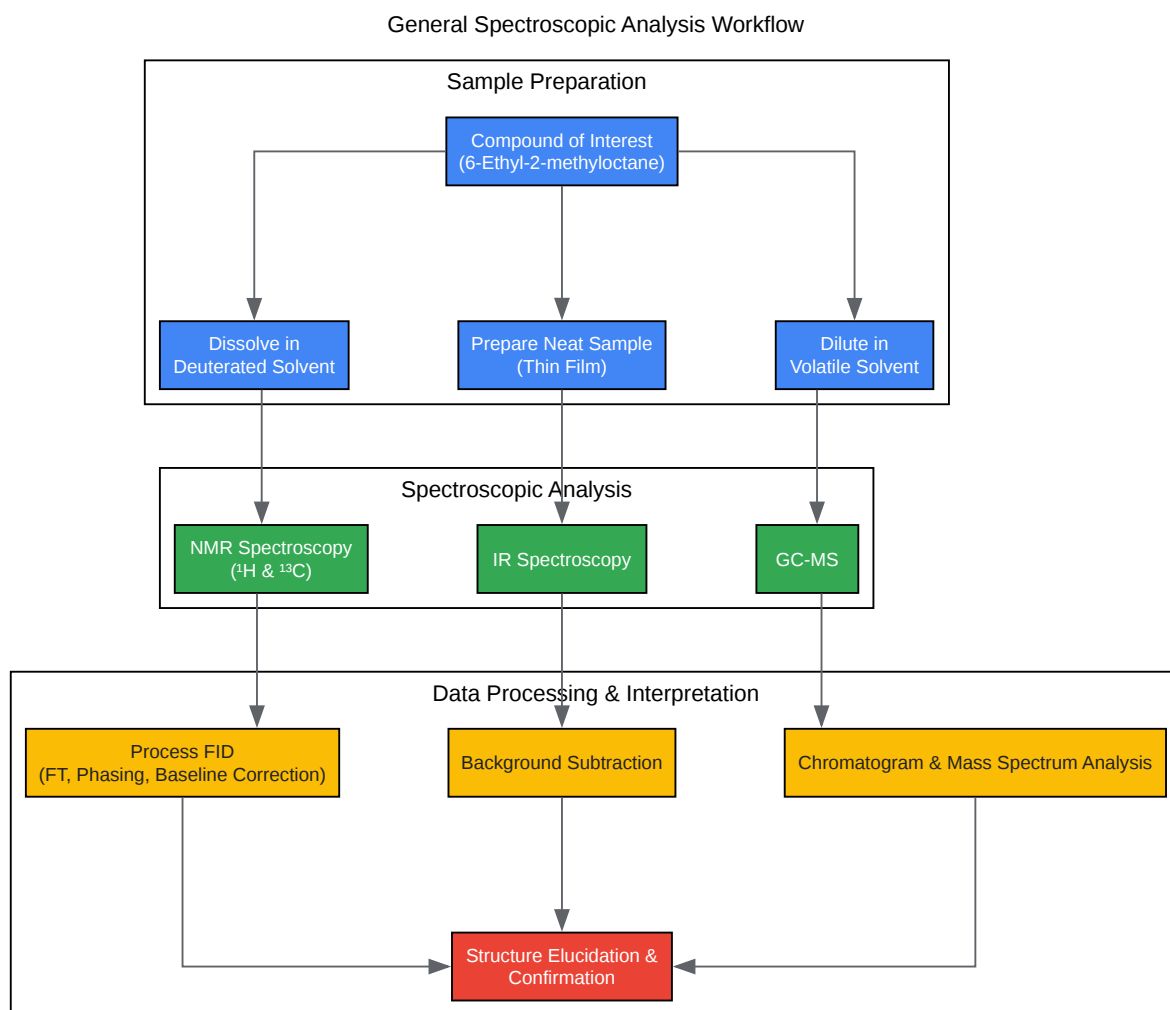 General Spectroscopic Analysis Workflow
Sample Preparation
Compound of Interest
(6-Ethyl-2-methyloctane)
Dissolve in
Deuterated Solvent
Prepare Neat Sample
(Thin Film)
Dilute in
Volatile Solvent
Spectroscopic Analysis
NMR Spectroscopy
(¹H & ¹³C)
IR Spectroscopy
GC-MS
Data Processing & Interpretation
Process FID
(FT, Phasing, Baseline Correction)
Background Subtraction
Chromatogram & Mass Spectrum Analysis
Structure Elucidation &
Confirmation